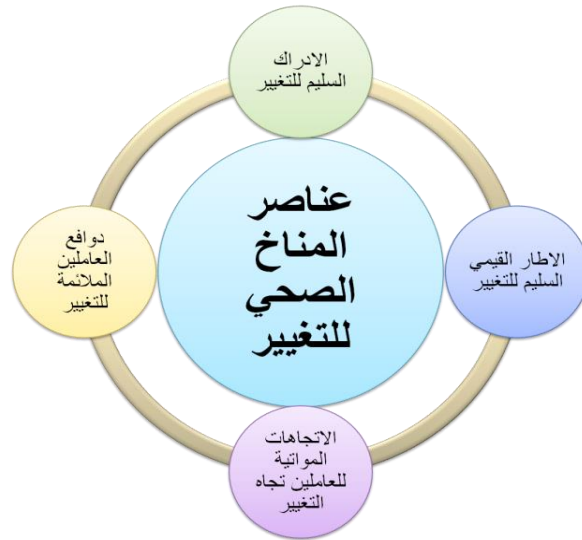 الادراك
السليم للتغيير
عناصر
المناخ
الصحي
للتغيير
الاطار القيمي
السليم للتغيير
الاتجاهات
المواتية
للعاملين تجاه
التغيير
دوافع
العاملين
الملائمة
للتغيير